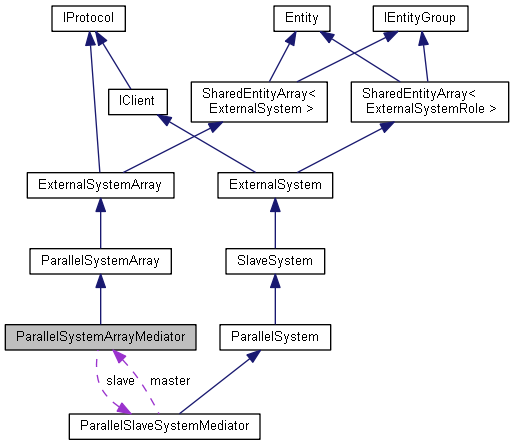 IProtocol
Entity
IEntityGroup
IClient
SharedEntityArray<
ExternalSystem >
SharedEntityArray<
ExternalSystemRole >
ExternalSystemArray
ExternalSystem
ParallelSystemArray
SlaveSystem
ParallelSystemArrayMediator
ParallelSystem
slave
master
ParallelSlaveSystemMediator